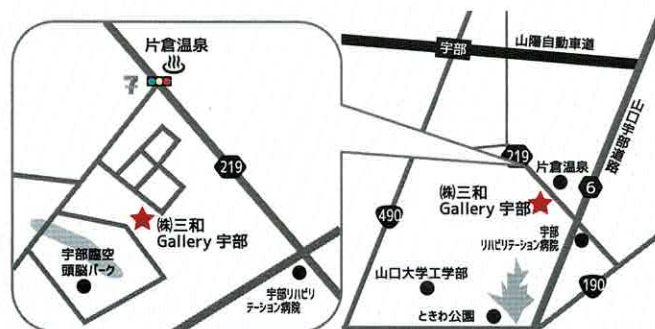 片倉温泉
7
219
㈱三和
Gallery 宇部
宇部臨空
頭脳パーク
宇部リハビリ
テーション病院
宇部
山陽自動車道
山口宇部道路
219
片倉温泉
6
㈱三和
Gallery 宇部
490
宇部
リハビリテーション病院
山口大学工学部
190
ときわ公園